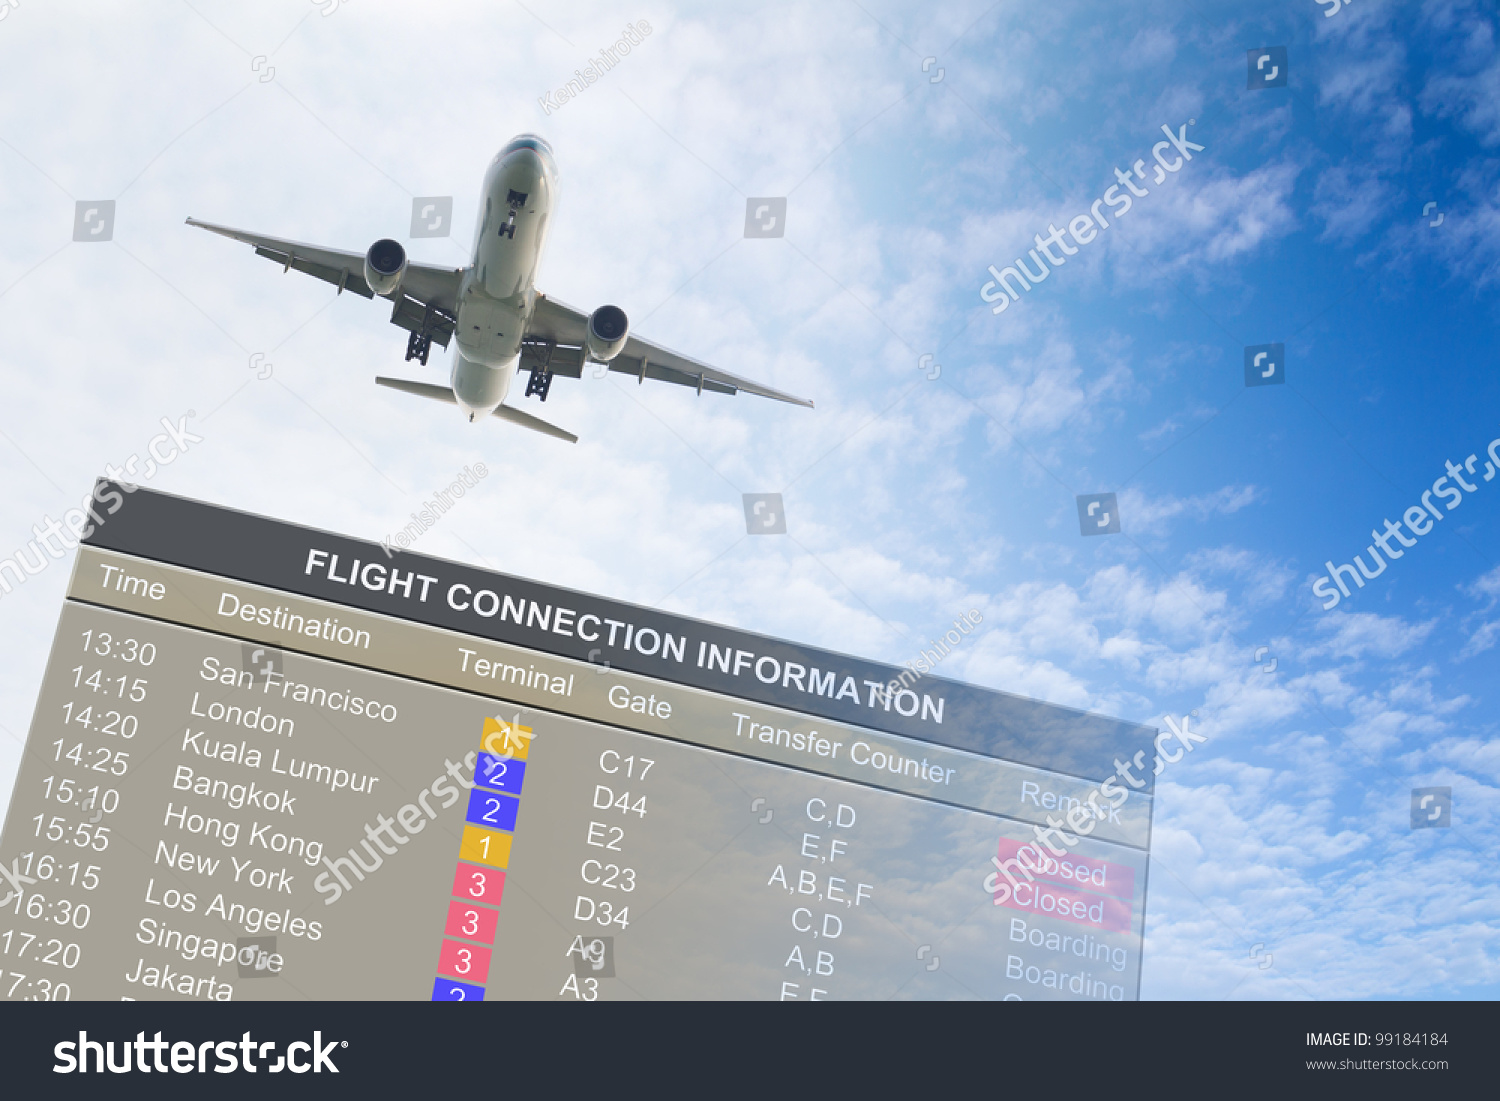 FLIGHT CONNECTION INFORMATION
Time Destination Terminal Gate Transfer Counter Remark
13:30 San Francisco 1 C17 C,D Closed
14:15 London 2 D44 E,F Closed
14:20 Kuala Lumpur 2 E2 A,B,E,F Boarding
14:25 Bangkok 1 C23 C,D Boarding
15:10 Hong Kong 3 D34 A,B
15:55 New York 3 A9 E,F
16:15 Los Angeles 3 A3
16:30 Singapore 2
17:20 Jakarta
17:30
Kenishirotie
shutterstock
Kenishirotie
shutterstock
shutterstock
shutterstock
Kenishirotie
shutterstock
shutterstock
IMAGE ID: 99184184
www.shutterstock.com